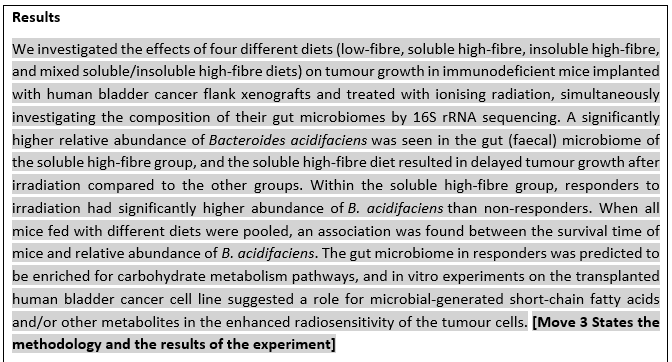 Results
We investigated the effects of four different diets (low-fibre, soluble high-fibre, insoluble high-fibre,
and mixed soluble/insoluble high-fibre diets) on tumour growth in immunodeficient mice implanted
with human bladder cancer flank xenografts and treated with ionising radiation, simultaneously
investigating the composition of their gut microbiomes by 16S rRNA sequencing. A significantly
higher relative abundance of Bacteroides acidifaciens was seen in the gut (faecal) microbiome of
the soluble high-fibre group, and the soluble high-fibre diet resulted in delayed tumour growth after
irradiation compared to the other groups. Within the soluble high-fibre group, responders to
irradiation had significantly higher abundance of B. acidifaciens than non-responders. When all
mice fed with different diets were pooled, an association was found between the survival time of
mice and relative abundance of B. acidifaciens. The gut microbiome in responders was predicted to
be enriched for carbohydrate metabolism pathways, and in vitro experiments on the transplanted
human bladder cancer cell line suggested a role for microbial-generated short-chain fatty acids
and/or other metabolites in the enhanced radiosensitivity of the tumour cells. [Move 3 States the
methodology and the results of the experiment]